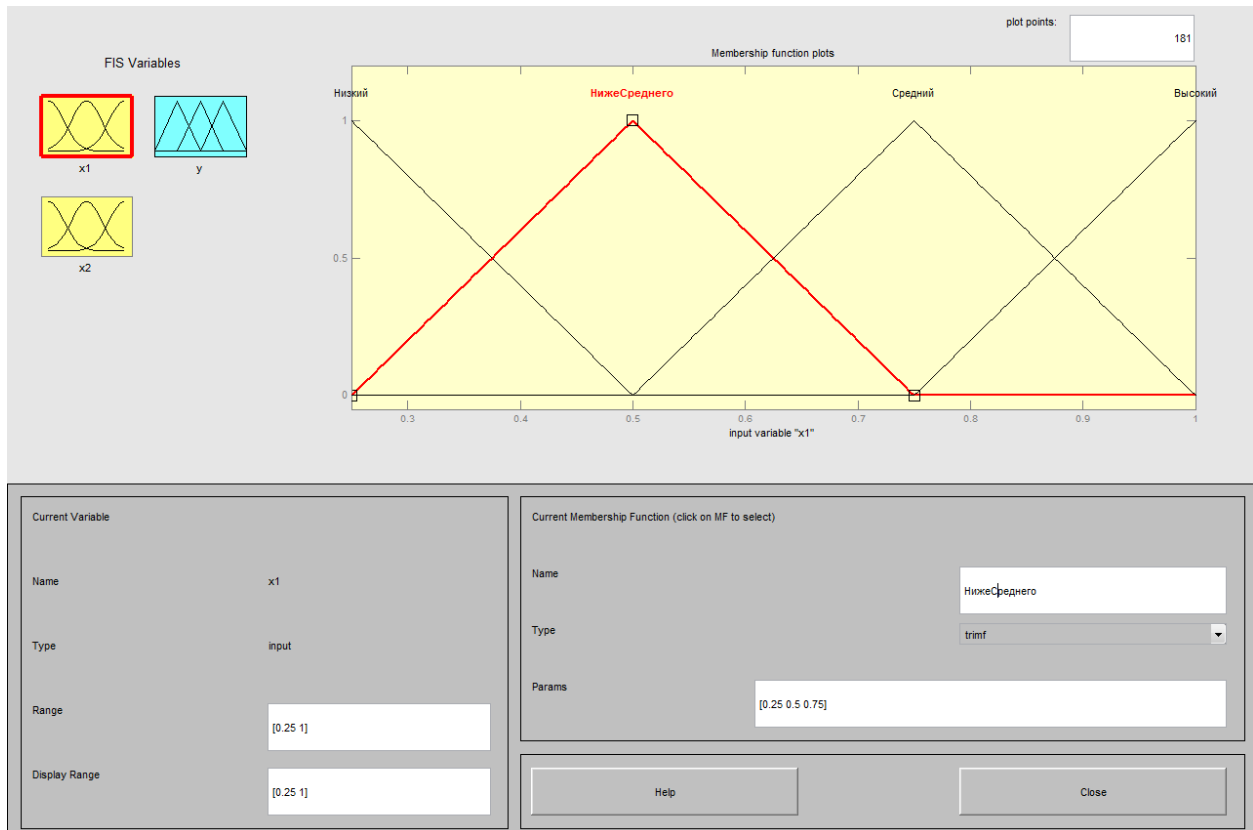 plot points:
181
FIS Variables
Membership function plots
x1
y
x2
Низкий
НижеСреднего
Средний
Высокий
1
0.5
0
0.3
0.4
0.5
0.6
0.7
0.8
0.9
1
input variable "x1"
Current Variable
Name
x1
Type
input
Range
[0.25 1]
Display Range
[0.25 1]
Current Membership Function (click on MF to select)
Name
НижеСреднего
Type
trimf
Params
[0.25 0.5 0.75]
Help
Close